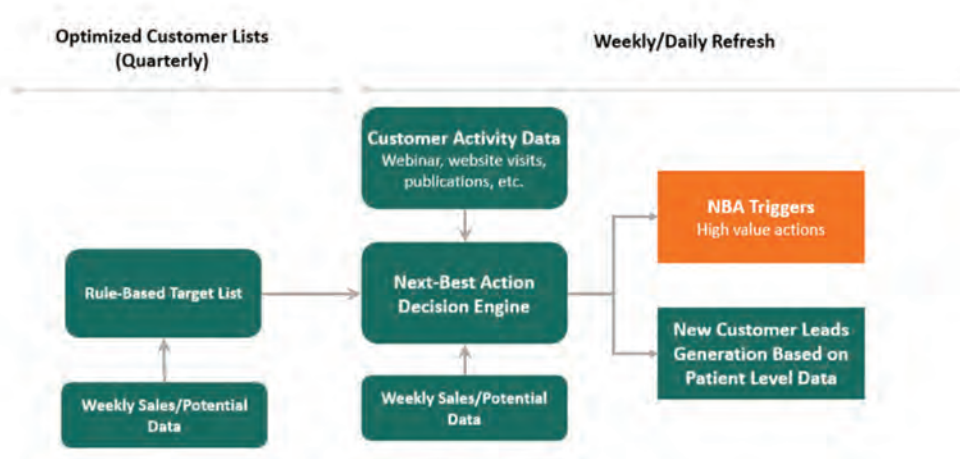 Optimized Customer Lists
(Quarterly)
Weekly/Daily Refresh
Customer Activity Data
Webinar, website visits,
publications, etc.
NBA Triggers
High value actions
Rule-Based Target List
Next-Best Action
Decision Engine
New Customer Leads
Generation Based on
Patient Level Data
Weekly Sales/Potential
Data
Weekly Sales/Potential
Data